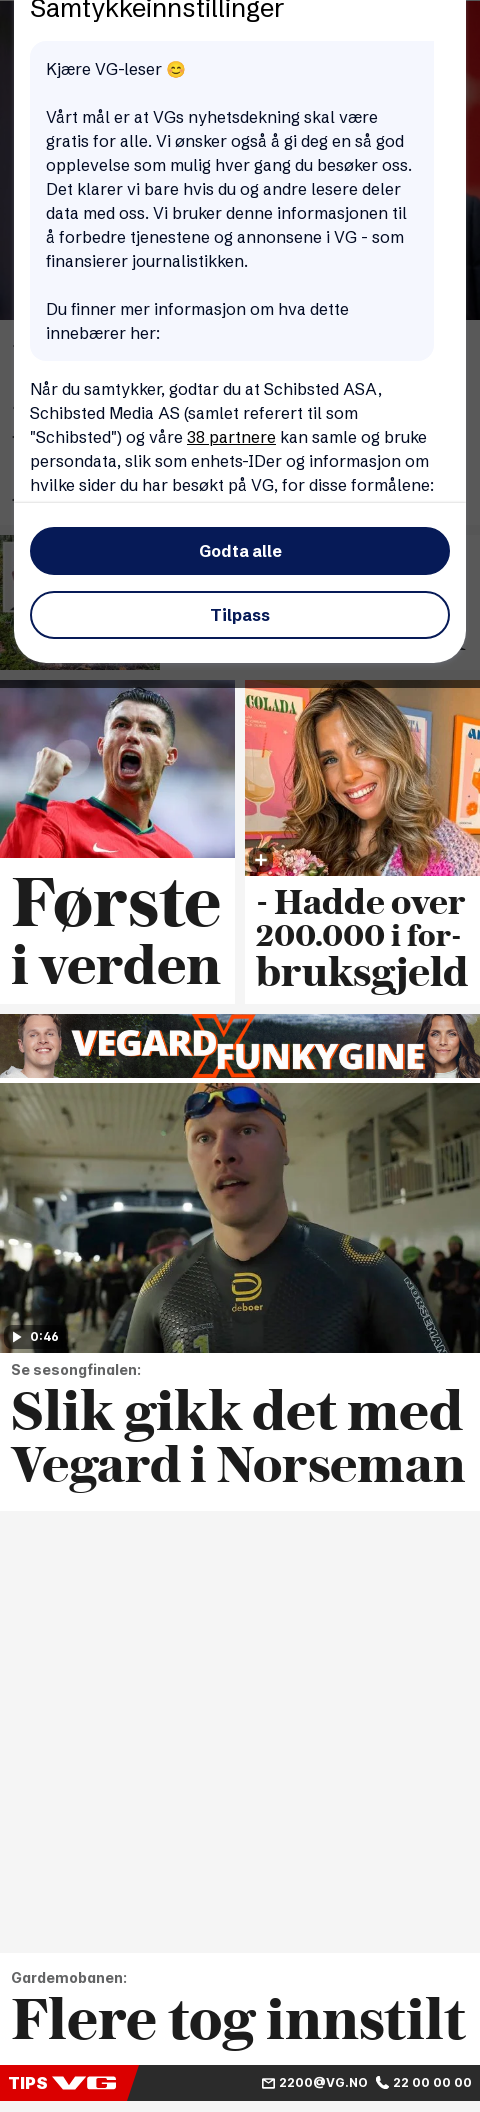 Samtykkeinnstillinger
Kjære VG-leser 😊
Vårt mål er at VGs nyhetsdekning skal være
gratis for alle. Vi ønsker også å gi deg en så god
opplevelse som mulig hver gang du besøker oss.
Det klarer vi bare hvis du og andre lesere deler
data med oss. Vi bruker denne informasjonen til
å forbedre tjenestene og annonsene i VG - som
finansierer journalistikken.
Du finner mer informasjon om hva dette
innebærer her:
Når du samtykker, godtar du at Schibsted ASA,
Schibsted Media AS (samlet referert til som
"Schibsted") og våre 38 partnere kan samle og bruke
persondata, slik som enhets-IDer og informasjon om
hvilke sider du har besøkt på VG, for disse formålene:
Godta alle
Tilpass
Første
i verden
- Hadde over
200.000 i for-
bruksgjeld
COLADA
VEGARD X FUNKYGINE
deboer
NORSEMAN
0:46
Se sesongfinalen:
Slik gikk det med
Vegard i Norseman
Gardemobanen:
Flere tog innstilt
TIPS VG 2200@VG.NO 22 00 00 00